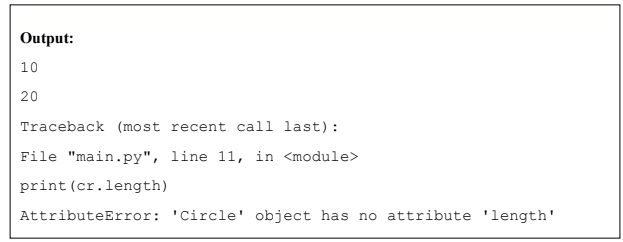 Output:
10
20
Traceback (most recent call last):
File "main.py", line 11, in <module>
print(cr.length)
AttributeError: 'Circle' object has no attribute 'length'